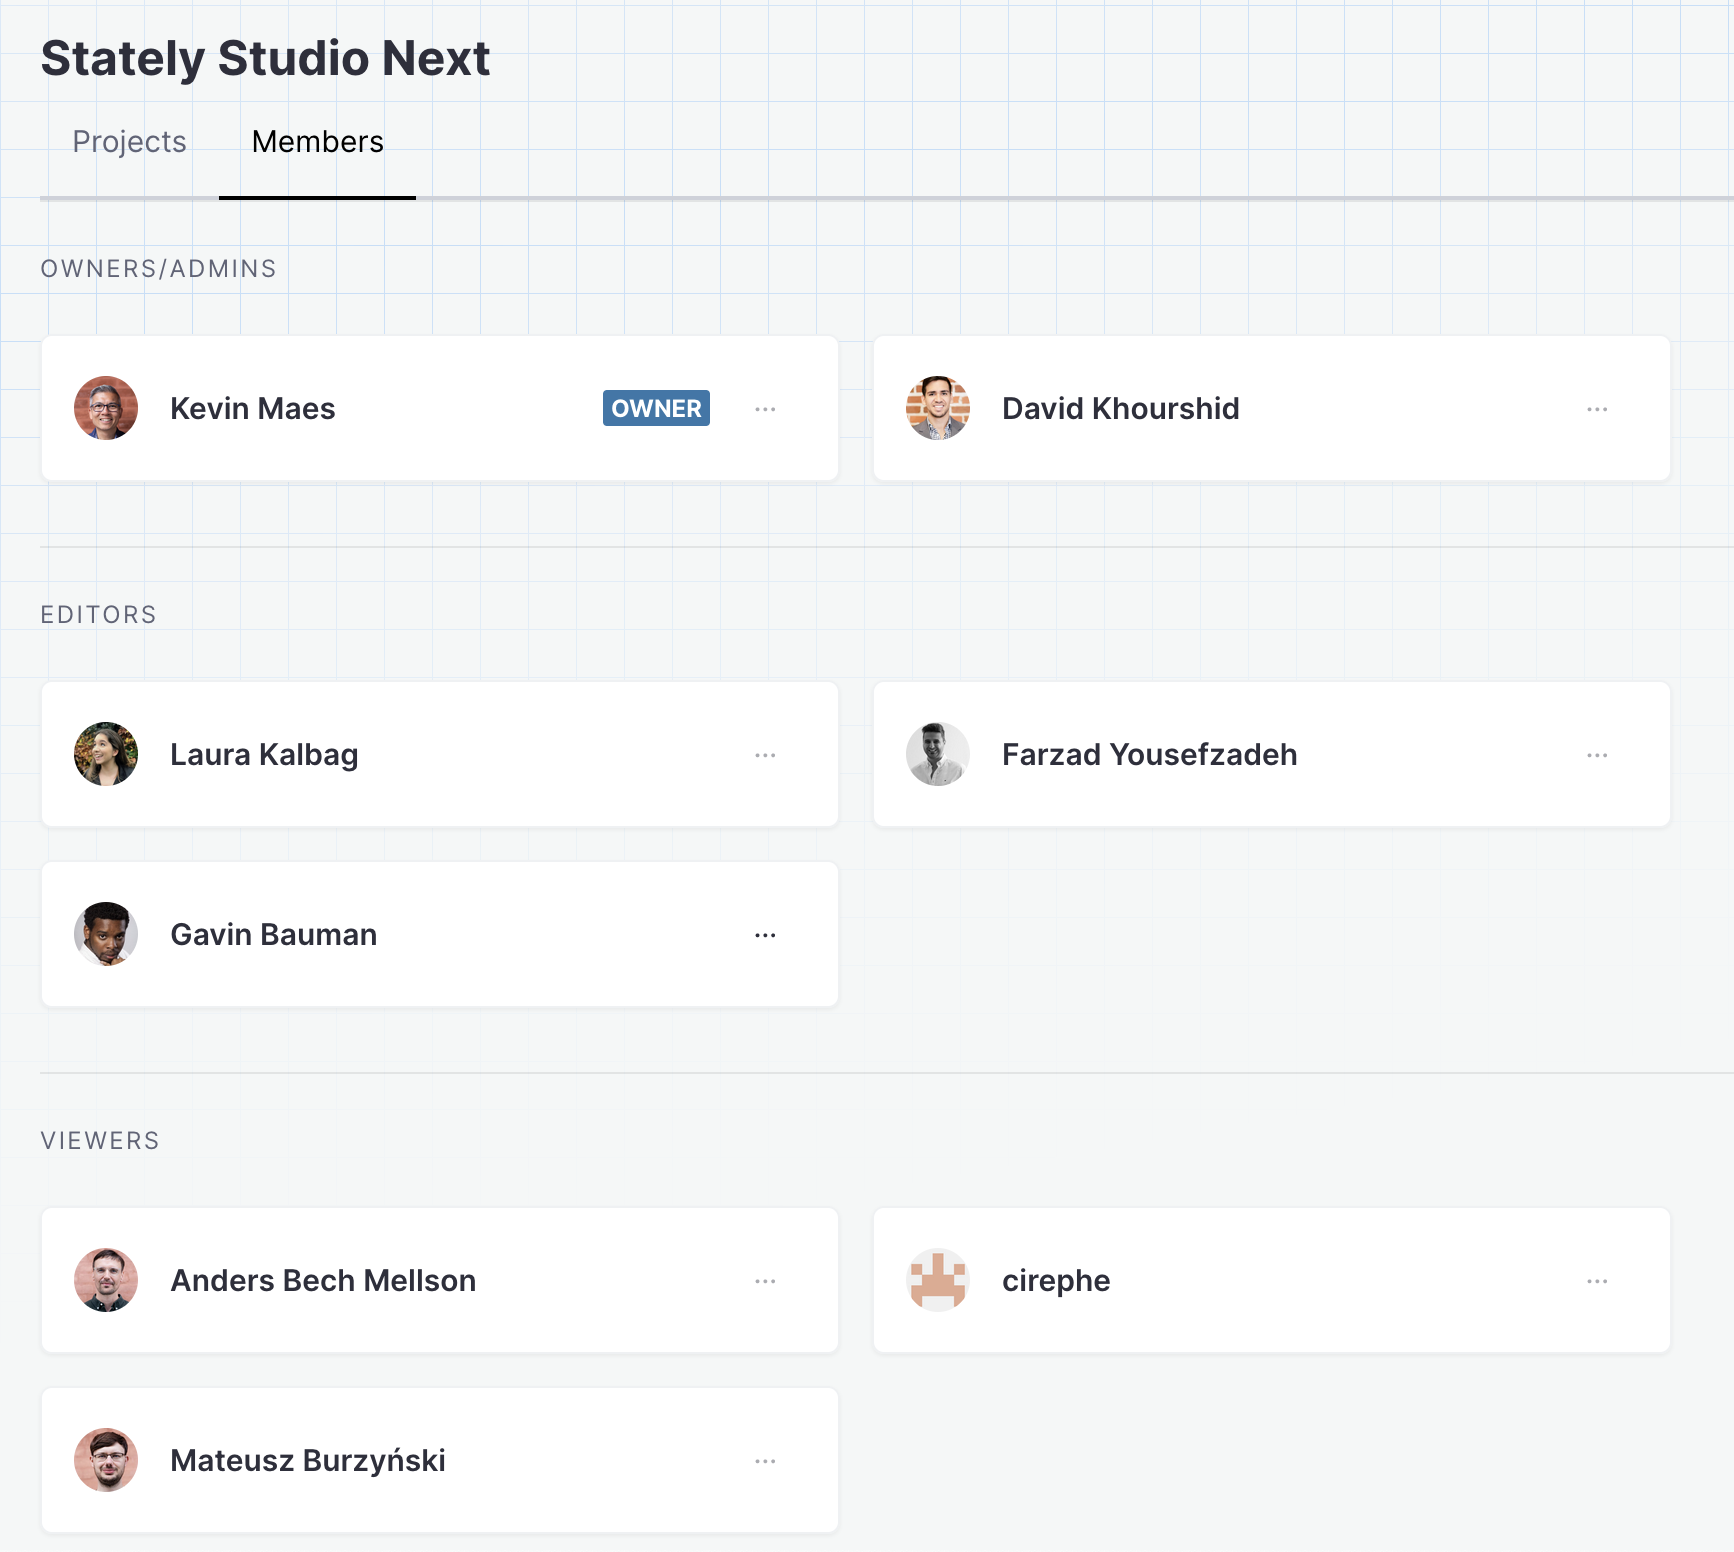 Stately Studio Next
Projects
Members
OWNERS/ADMINS
Kevin Maes
OWNER
David Khourshid
EDITORS
Laura Kalbag
Farzad Yousefzadeh
Gavin Bauman
VIEWERS
Anders Bech Mellson
cirephe
Mateusz Burzyński